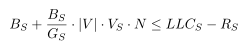 $B_S + \frac{B_S}{G_S} \cdot |V| \cdot V_S \cdot N \leq LLC_S - R_S$